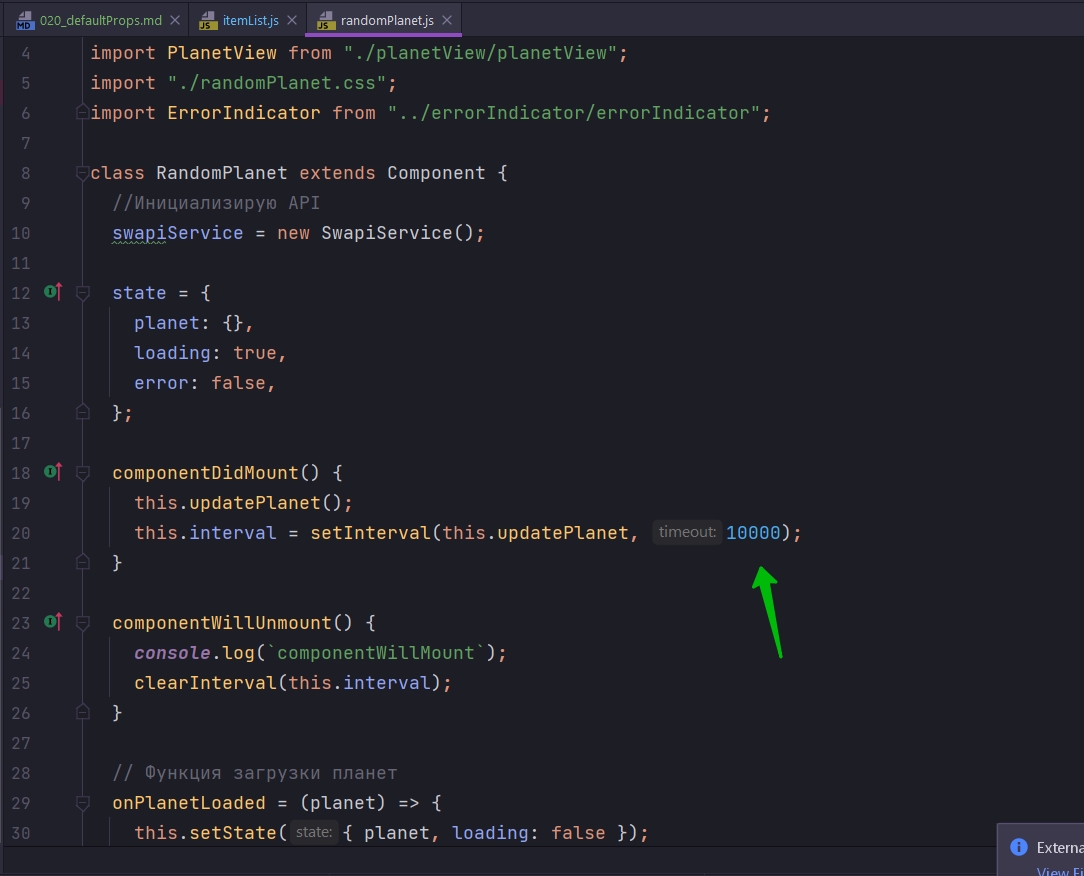 020_defaultProps.md itemList.js randomPlanet.js
4 import PlanetView from "./planetView/planetView";
5 import "./randomPlanet.css";
6 import ErrorIndicator from "../errorIndicator/errorIndicator";
7
8 class RandomPlanet extends Component {
9 //Инициализирую API
10 swapiService = new SwapiService();
11
12 state = {
13 planet: {},
14 loading: true,
15 error: false,
16 };
17
18 componentDidMount() {
19 this.updatePlanet();
20 this.interval = setInterval(this.updatePlanet, timeout: 10000);
21 }
22
23 componentWillUnmount() {
24 console.log(`componentWillMount`);
25 clearInterval(this.interval);
26 }
27
28 // Функция загрузки планет
29 onPlanetLoaded = (planet) => {
30 this.setState( state: { planet, loading: false });
Externa